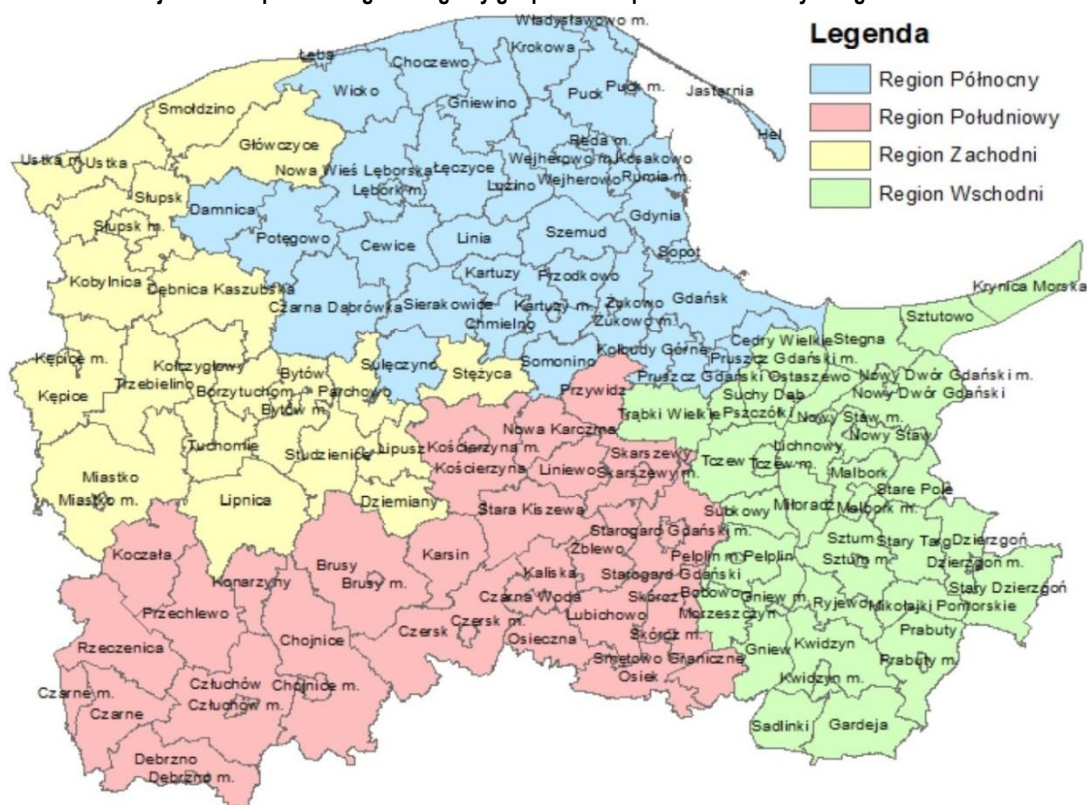 Władysławowo m.
Legenda
Łeba
Choczewo
Krokowa
Region Północny
Wicko
Puck
Puck m.
Jastarnia
Smołdzino
Gniewino
Region Południowy
Hel
Główczyce
Reda m.
Region Zachodni
Ustka m.
Ustka
Nowa Wieś Lęborska
Łęczyce
Wejherowo m.
Kosakowo
Słupsk
Lębork m.
Luzino
Wejherowo
Rumia m.
Region Wschodni
Damnica
Gdynia
Słupsk m.
Potęgowo
Cewice
Linia
Szemud
Sopot
Kobylnica
Dębnica Kaszubska
Kartuzy
Przodkowo
Krynica Morska
Czarna Dąbrówka
Sierakowice
Kartuzy m.
Żukowo
Gdańsk
Sztutowo
Chmielno
Żukowo m.
Cedry Wielkie
Stegna
Kępice m.
Kołczygłowy
Bytów
Sulęczyno
Somonino
Kolbudy Górne
Pruszcz Gdański m.
Trzebielino
Borzytuchom
Parchowo
Stężyca
Przywidz
Pruszcz Gdański
Ostaszewo
Nowy Dwór Gdański m.
Kępice
Bytów m.
Suchy Dąb
Nowy Dwór Gdański
Trąbki Wielkie
Pszczółki
Nowy Staw m.
Tuchomie
Studzienice
Lipusz
Kościerzyna m.
Nowa Karczma
Lichnowy
Nowy Staw
Skarszewy
Tczew
Tczew m.
Miastko
Kościerzyna
Liniewo
Skarszewy m.
Malbork
Miastko m.
Lipnica
Dziemiany
Stare Pole
Stara Kiszewa
Subkowy
Miłoradz
Malbork m.
Starogard Gdański m.
Sztum
Stary Targ
Dzierzgoń
Koczała
Karsin
Zblewo
Pelplin m.
Pelplin
Sztum m.
Dzierzgoń m.
Brusy
Brusy m.
Kaliska
Starogard Gdański
Konarzyny
Bobowo
Gniew m.
Stary Dzierzgoń
Czarna Woda
Skórcz
Ryjewo
Mikołajki Pomorskie
Przechlewo
Czersk m.
Lubichowo
Morzeszczyn
Chojnice
Czersk
Osieczna
Skórcz m.
Prabuty
Rzeczenica
Gniew
Kwidzyn
Smętowo Graniczne
Prabuty m.
Człuchów
Chojnice m.
Osiek
Kwidzyn m.
Czarne m.
Człuchów m.
Czarne
Sadlinki
Gardeja
Debrzno
Debrzno m.